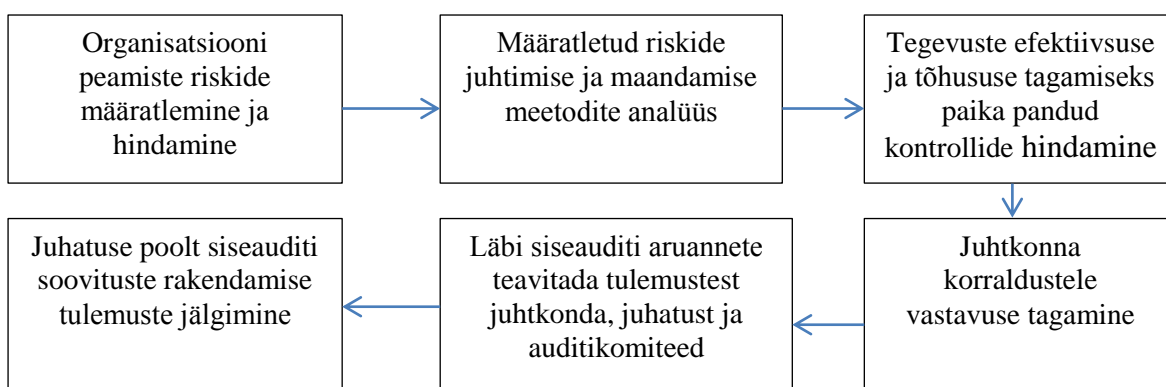 Organisatsiooni
peamiste riskide
määratlemine ja
hindamine
Määratletud riskide
juhtimise ja maandamise
meetodite analüüs
Tegevuste efektiivsuse
ja tõhususe tagamiseks
paika pandud
kontrollide hindamine
Juhtkonna
korraldustele
vastavuse tagamine
Läbi siseauditi aruannete
teavitada tulemustest
juhtkonda, juhatust ja
auditikomiteed
Juhatuse poolt siseauditi
soovituste rakendamise
tulemuste jälgimine